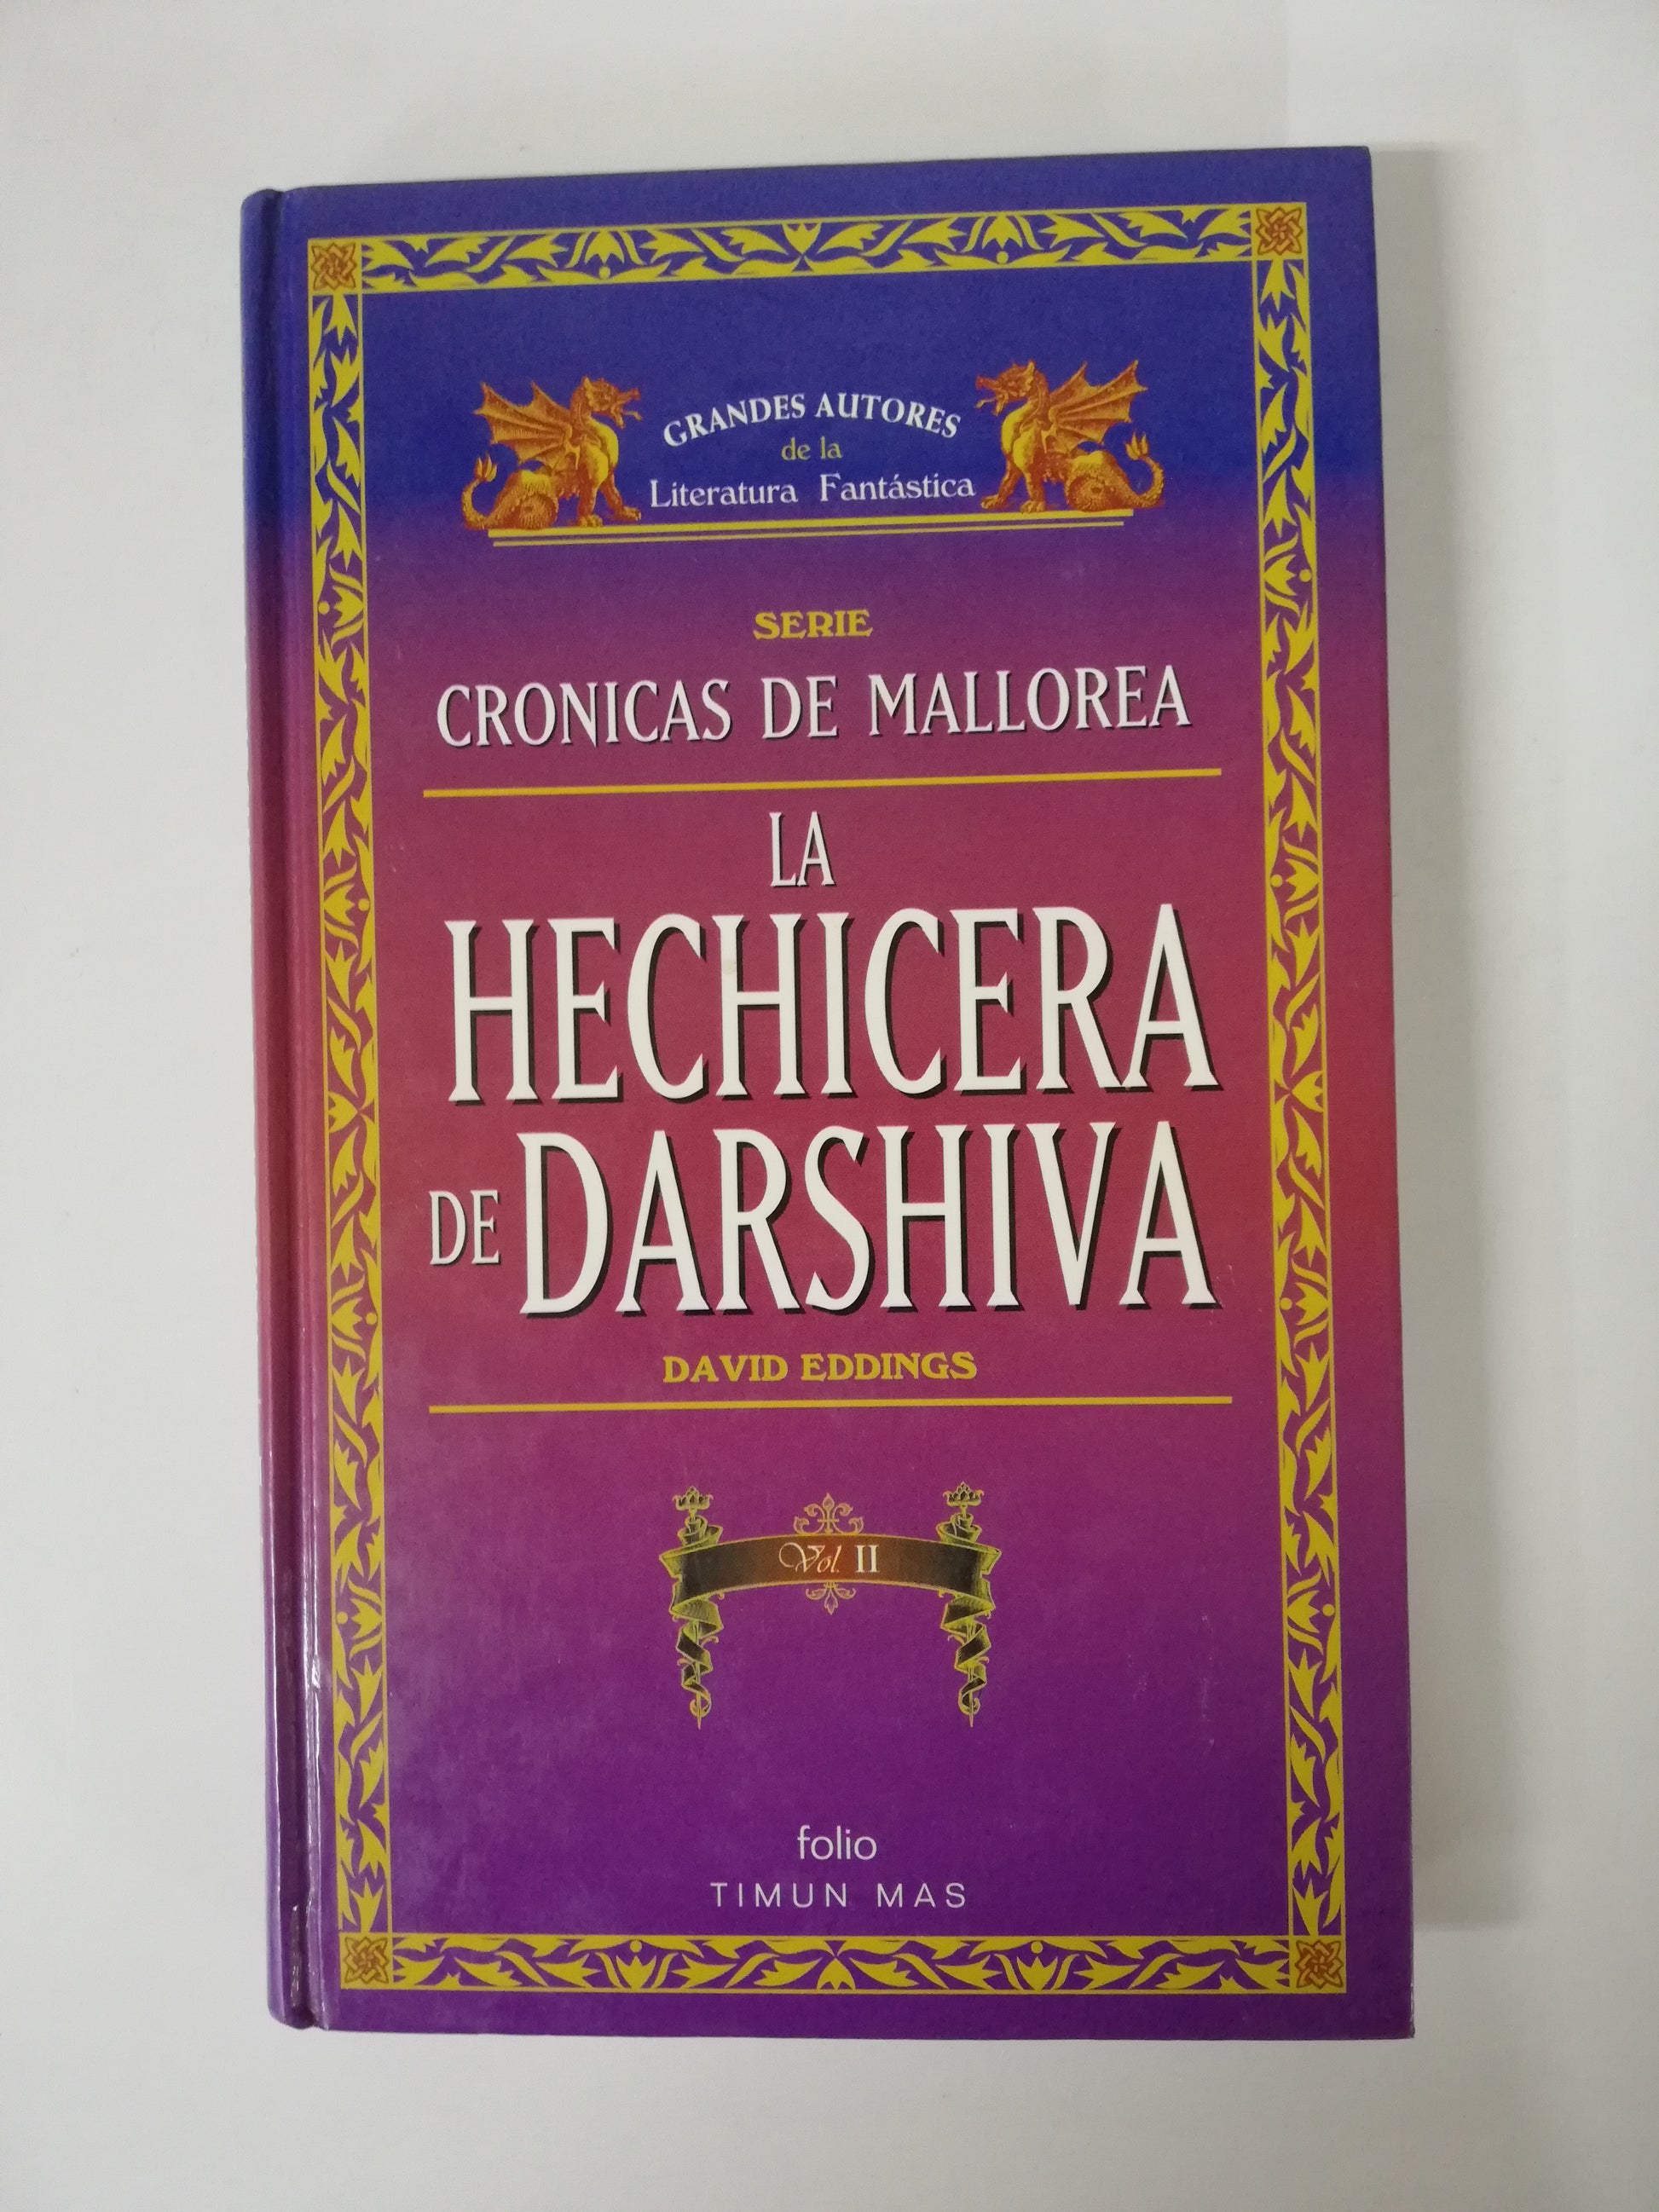 GRANDES AUTORES
de la
Literatura Fantástica
SERIE
CRONICAS DE MALLOREA
LA
HECHICERA
DE DARSHIVA
DAVID EDDINGS
Vol. II
folio
TIMUN MAS